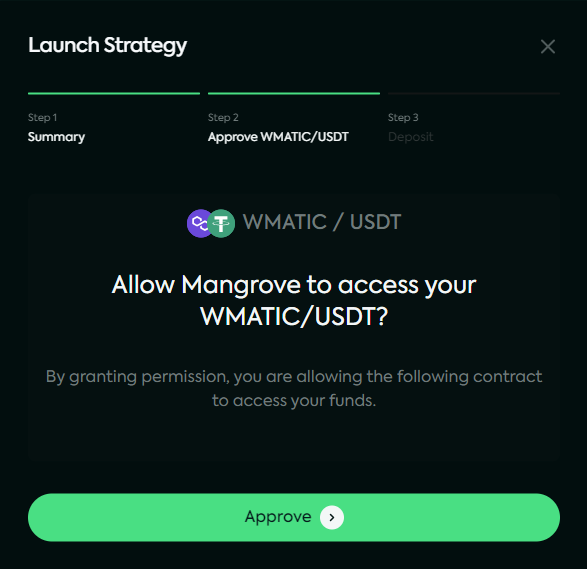 Launch Strategy
Step 1
Step 2
Step 3
Summary
Approve WMATIC/USDT
Deposit
WMATIC / USDT
Allow Mangrove to access your
WMATIC/USDT?
By granting permission, you are allowing the following contract
to access your funds.
Approve